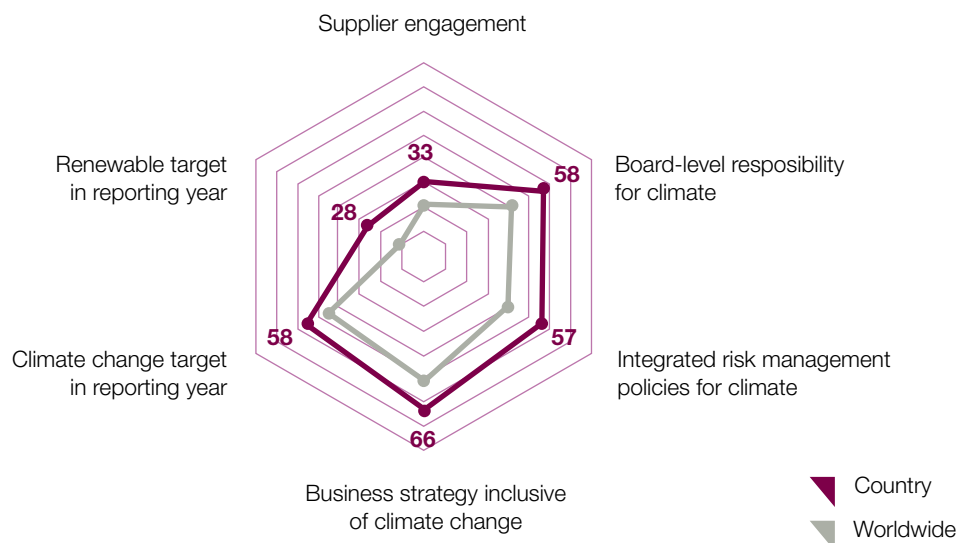 Supplier engagement
33
58
Board-level resposibility
for climate
Renewable target
in reporting year
28
58
Climate change target
in reporting year
57
Integrated risk management
policies for climate
66
Business strategy inclusive
of climate change
Country
Worldwide